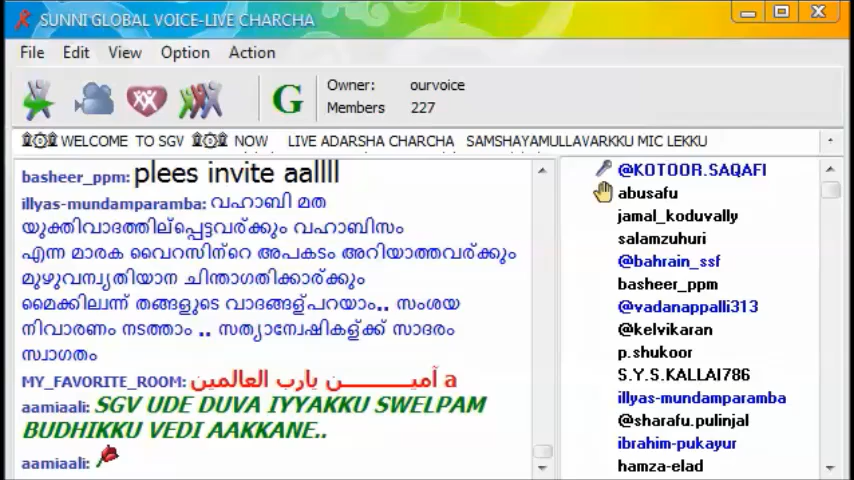 SUNNI GLOBAL VOICE-LIVE CHARCHA
File Edit View Option Action
G
Owner: ourvoice
Members 227
WELCOME TO SGV NOW LIVE ADARSHA CHARCHA SAMSHAYAMULLAVARKKU MIC LEKKU
basheer_ppm: plees invite aallll
illyas-mundamparamba: വഹാബി മത
യുക്തിവാദത്തില്പ്പെട്ടവര്ക്കും വഹാബിസം
എന്ന മാരക വൈറസിന്റെ അപകടം അറിയാത്തവര്ക്കും
മുഴുവന്വ്യതിയാന ചിന്താഗതിക്കാര്ക്കും
മൈക്കിലന്ന് തങ്ങളുടെ വാദങ്ങള്പറയാം.. സംശയ
നിവാരണം നടത്താം .. സത്യാന്വേഷികള്ക്ക് സാദരം
സ്വാഗതം
MY_FAVORITE_ROOM: آميـــــــــن يارب العالمين a
aamiaali: SGV UDE DUVA IYYAKKU SWELPAM
BUDHIKKU VEDI AAKKANE..
aamiaali:
@KOTOOR.SAQAFI
abusafu
jamal_koduvally
salamzuhuri
@bahrain_ssf
basheer_ppm
@vadanappalli313
@kelvikaran
p.shukoor
S.Y.S.KALLAI786
illyas-mundamparamba
@sharafu.pulinjal
ibrahim-pukayur
hamza-elad